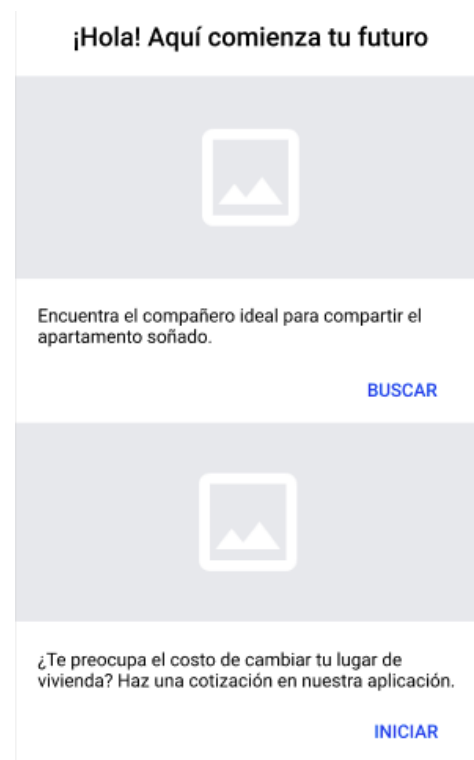 ¡Hola! Aquí comienza tu futuro
Encuentra el compañero ideal para compartir el
apartamento soñado.
BUSCAR
¿Te preocupa el costo de cambiar tu lugar de
vivienda? Haz una cotización en nuestra aplicación.
INICIAR